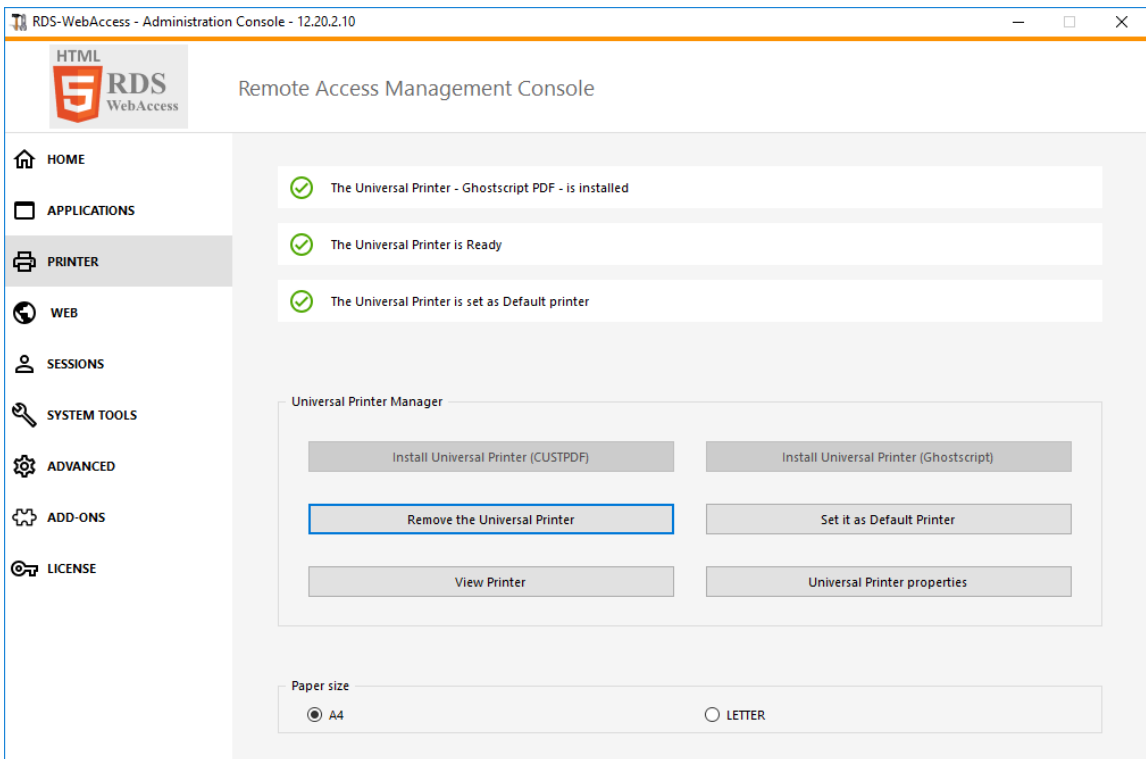 RDS-WebAccess - Administration Console - 12.20.2.10
HTML
5 RDS
WebAccess
Remote Access Management Console
HOME
APPLICATIONS
PRINTER
WEB
SESSIONS
SYSTEM TOOLS
ADVANCED
ADD-ONS
LICENSE
The Universal Printer - Ghostscript PDF - is installed
The Universal Printer is Ready
The Universal Printer is set as Default printer
Universal Printer Manager
Install Universal Printer (CUSTPDF)
Install Universal Printer (Ghostscript)
Remove the Universal Printer
Set it as Default Printer
View Printer
Universal Printer properties
Paper size
A4
LETTER